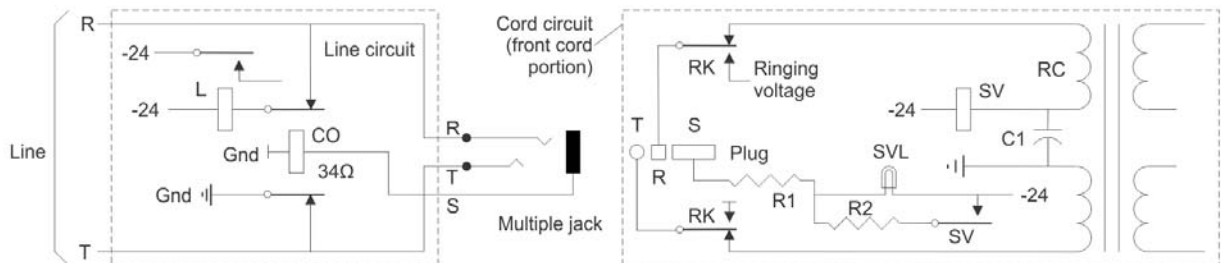 R
-24
Line circuit
L
-24
CO
Gnd
34Ω
Line
R
T
S
Gnd
T
Multiple jack
Cord circuit
(front cord
portion)
RK
Ringing
voltage
RC
SV
-24
C1
T
S
R
Plug
SVL
R1
R2
-24
RK
SV